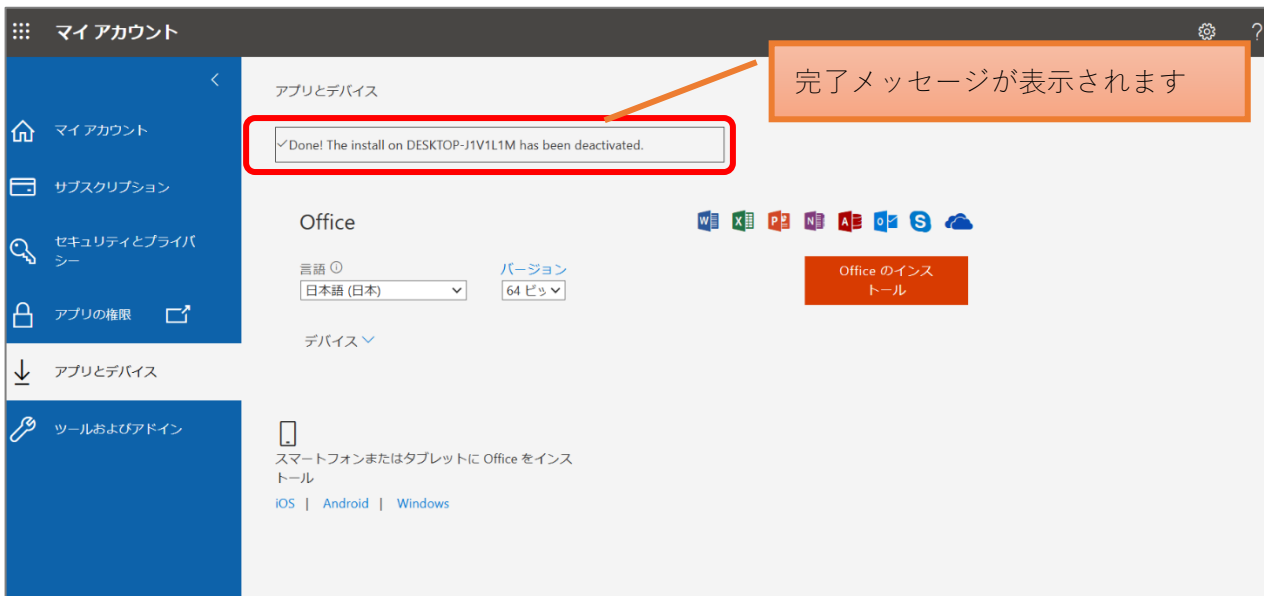 マイ アカウント
?
完了メッセージが表示されます
アプリとデバイス
マイ アカウント
✓Done! The install on DESKTOP-J1V1L1M has been deactivated.
サブスクリプション
Office
セキュリティとプライバ
シー
言語
バージョン
日本語 (日本)
64 ビッ
Office のインス
トール
アプリの権限
デバイス
アプリとデバイス
ツールおよびアドイン
スマートフォンまたはタブレットに Office をインス
トール
iOS | Android | Windows